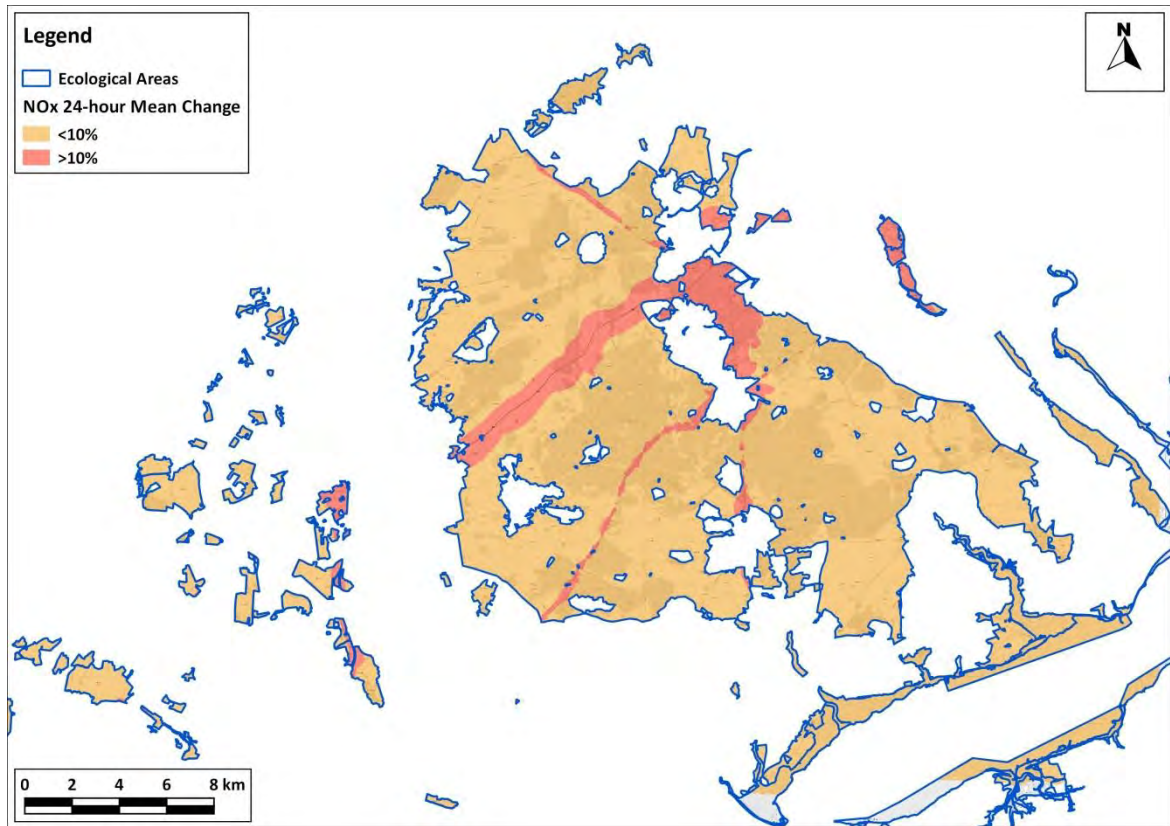 Legend
Ecological Areas
NOx 24-hour Mean Change
<10%
>10%
N
0 2 4 6 8 km